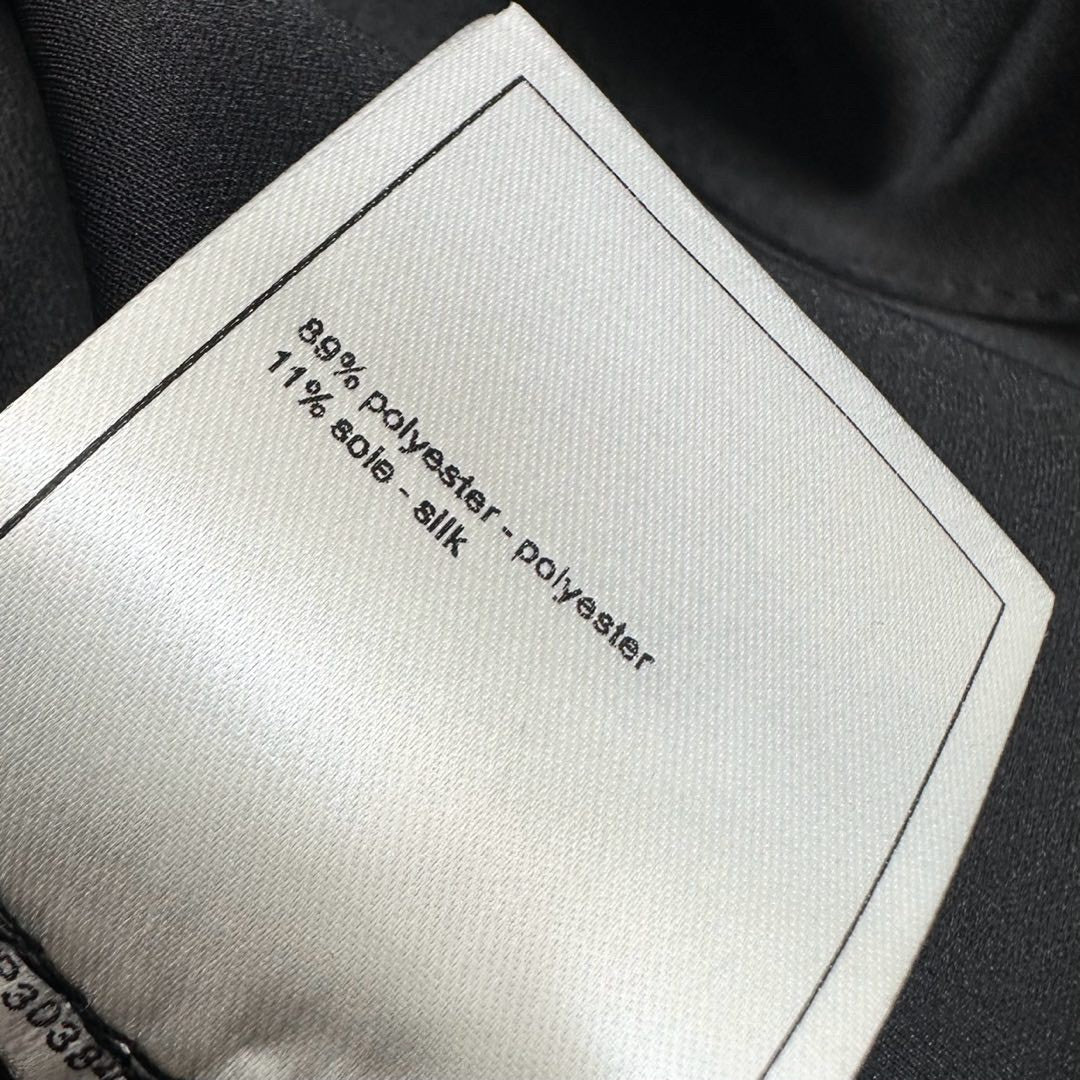 89% polyester - polyester
11% soie - silk